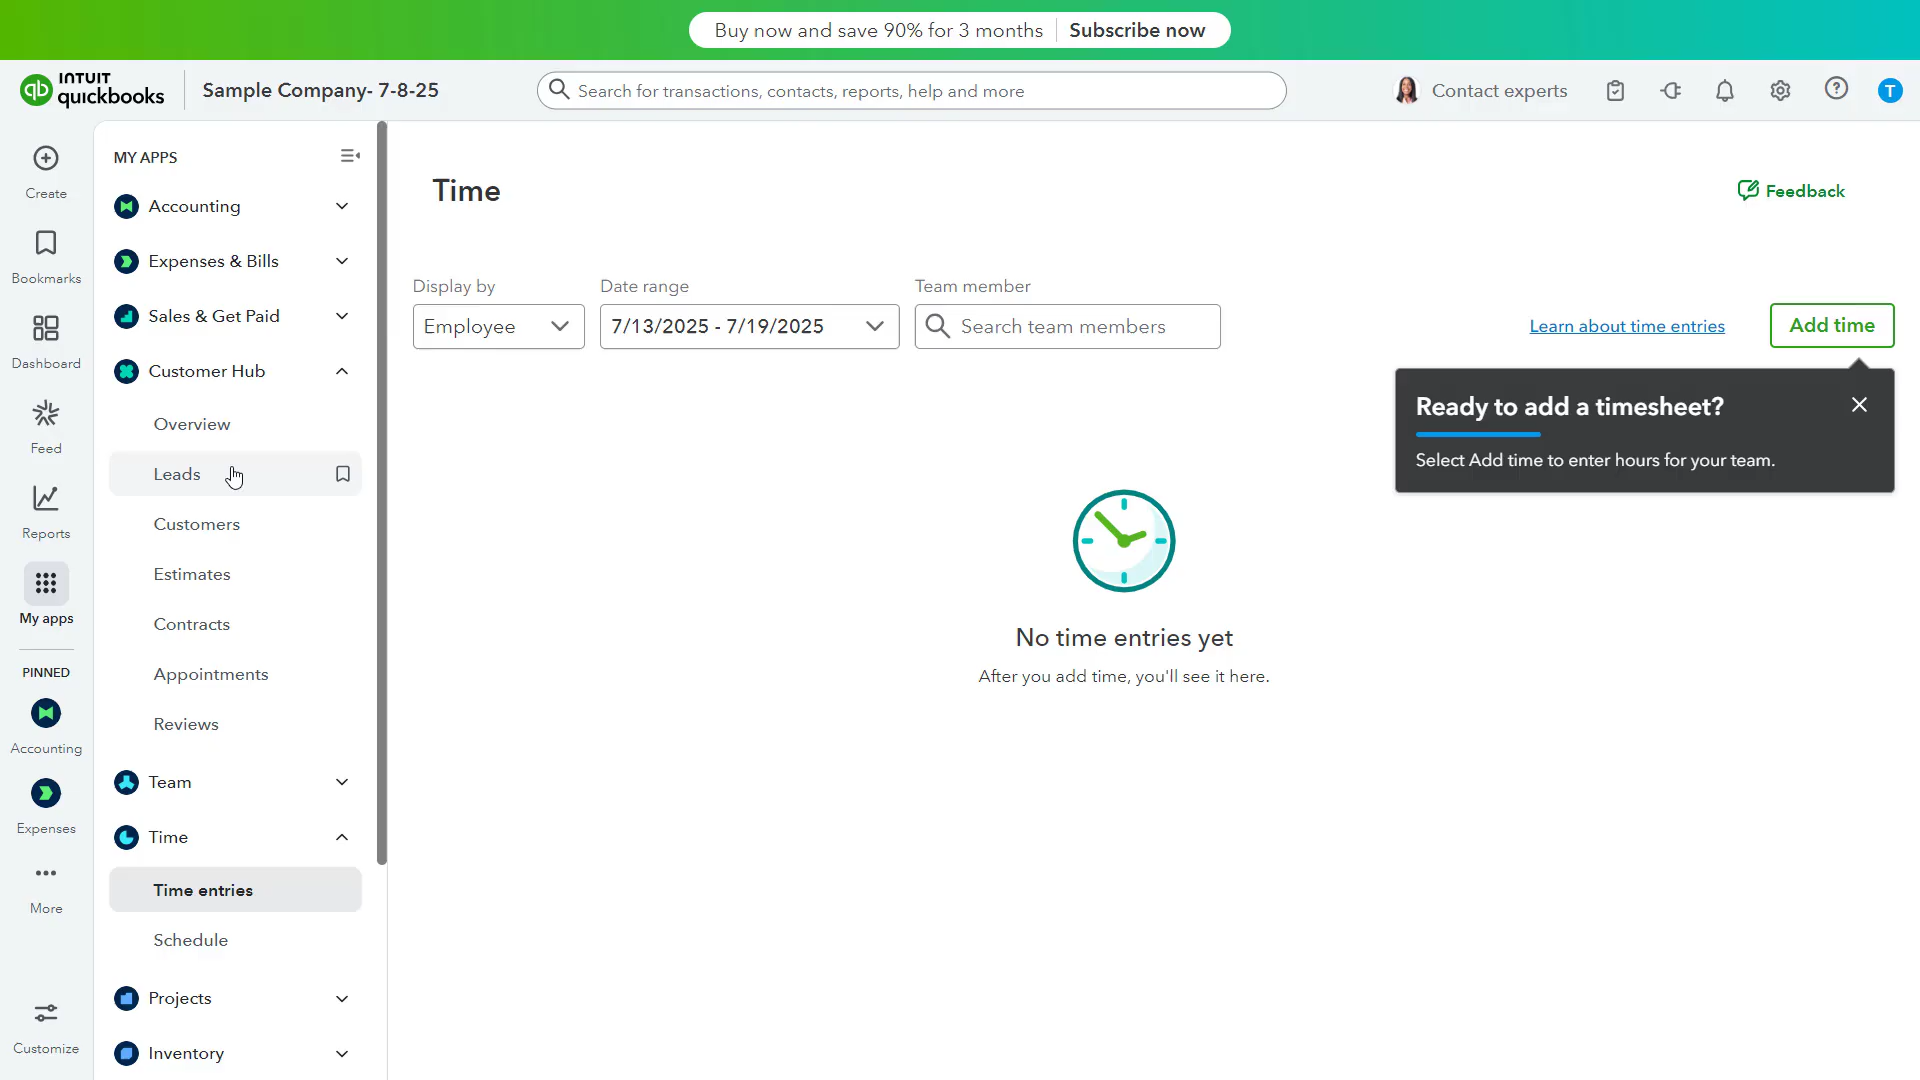 Buy now and save 90% for 3 months Subscribe now
INTUIT quickbooks
Sample Company- 7-8-25
Search for transactions, contacts, reports, help and more
Contact experts
T
Create
Bookmarks
Dashboard
Feed
Reports
My apps
PINNED
Accounting
Expenses
More
Customize
MY APPS
Accounting
Expenses & Bills
Sales & Get Paid
Customer Hub
Overview
Leads
Customers
Estimates
Contracts
Appointments
Reviews
Team
Time
Time entries
Schedule
Projects
Inventory
Time
Feedback
Display by
Employee
Date range
7/13/2025 - 7/19/2025
Team member
Search team members
Learn about time entries
Add time
Ready to add a timesheet?
Select Add time to enter hours for your team.
No time entries yet
After you add time, you'll see it here.